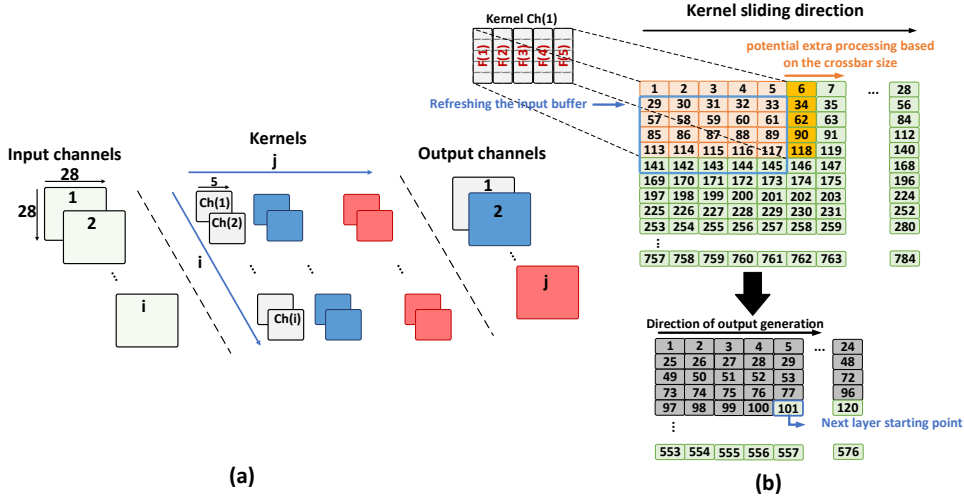 Input channels
28
28
1
2
...
i
Kernels
j
5
Ch(1)
Ch(2)
i
...
...
...
Ch(i)
Output channels
1
2
...
j
(a)
Kernel Ch(1)
F(1) F(2) F(3) F(4) F(5)
Kernel sliding direction
potential extra processing based
on the crossbar size
Refreshing the input buffer
1 2 3 4 5 6 7 ... 28
29 30 31 32 33 34 35 56
57 58 59 60 61 62 63 84
85 86 87 88 89 90 91 112
113 114 115 116 117 118 119 140
141 142 143 144 145 146 147 168
169 170 171 172 173 174 175 196
197 198 199 200 201 202 203 224
225 226 227 228 229 230 231 252
253 254 255 256 257 258 259 280
...
757 758 759 760 761 762 763 784
Direction of output generation
1 2 3 4 5 ... 24
25 26 27 28 29 48
49 50 51 52 53 72
73 74 75 76 77 96
97 98 99 100 101 120
Next layer starting point
...
553 554 555 556 557 576
(b)